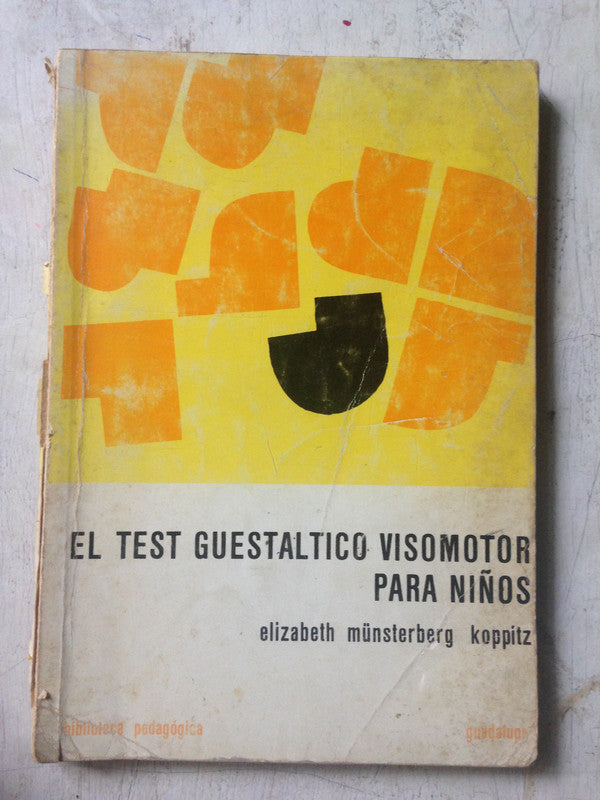 EL TEST GUESTALTICO VISOMOTOR
PARA NIÑOS
elizabeth münsterberg koppitz
biblioteca pedagógica
guadalupe